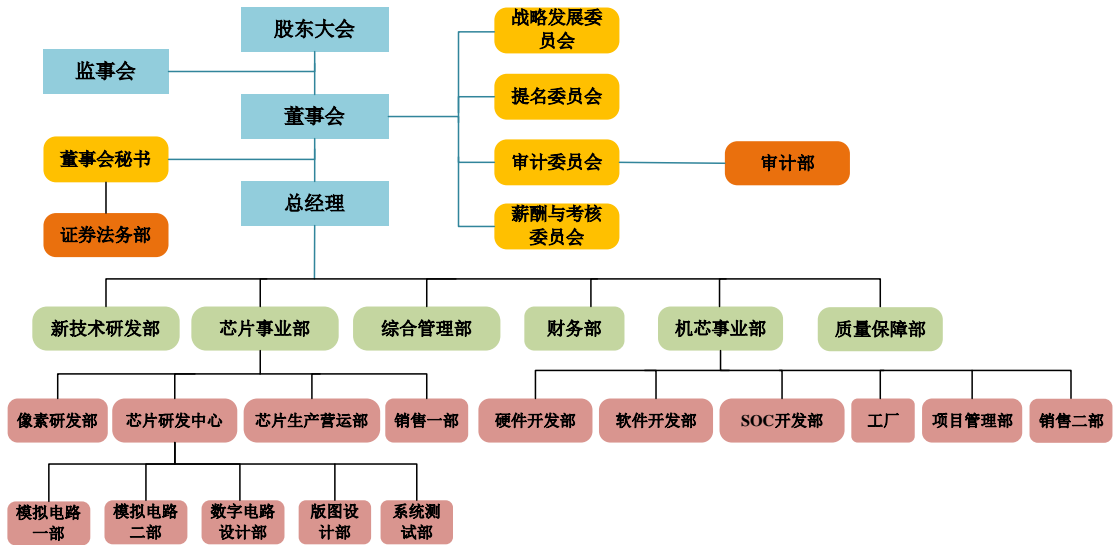 股东大会
监事会
董事会
董事会秘书
总经理
证券法务部
战略发展委
员会
提名委员会
审计委员会
审计部
薪酬与考核
委员会
新技术研发部
芯片事业部
综合管理部
财务部
机芯事业部
质量保障部
像素研发部
芯片研发中心
芯片生产营运部
销售一部
硬件开发部
软件开发部
SOC开发部
工厂
项目管理部
销售二部
模拟电路
一部
模拟电路
二部
数字电路
设计部
版图设
计部
系统测
试部